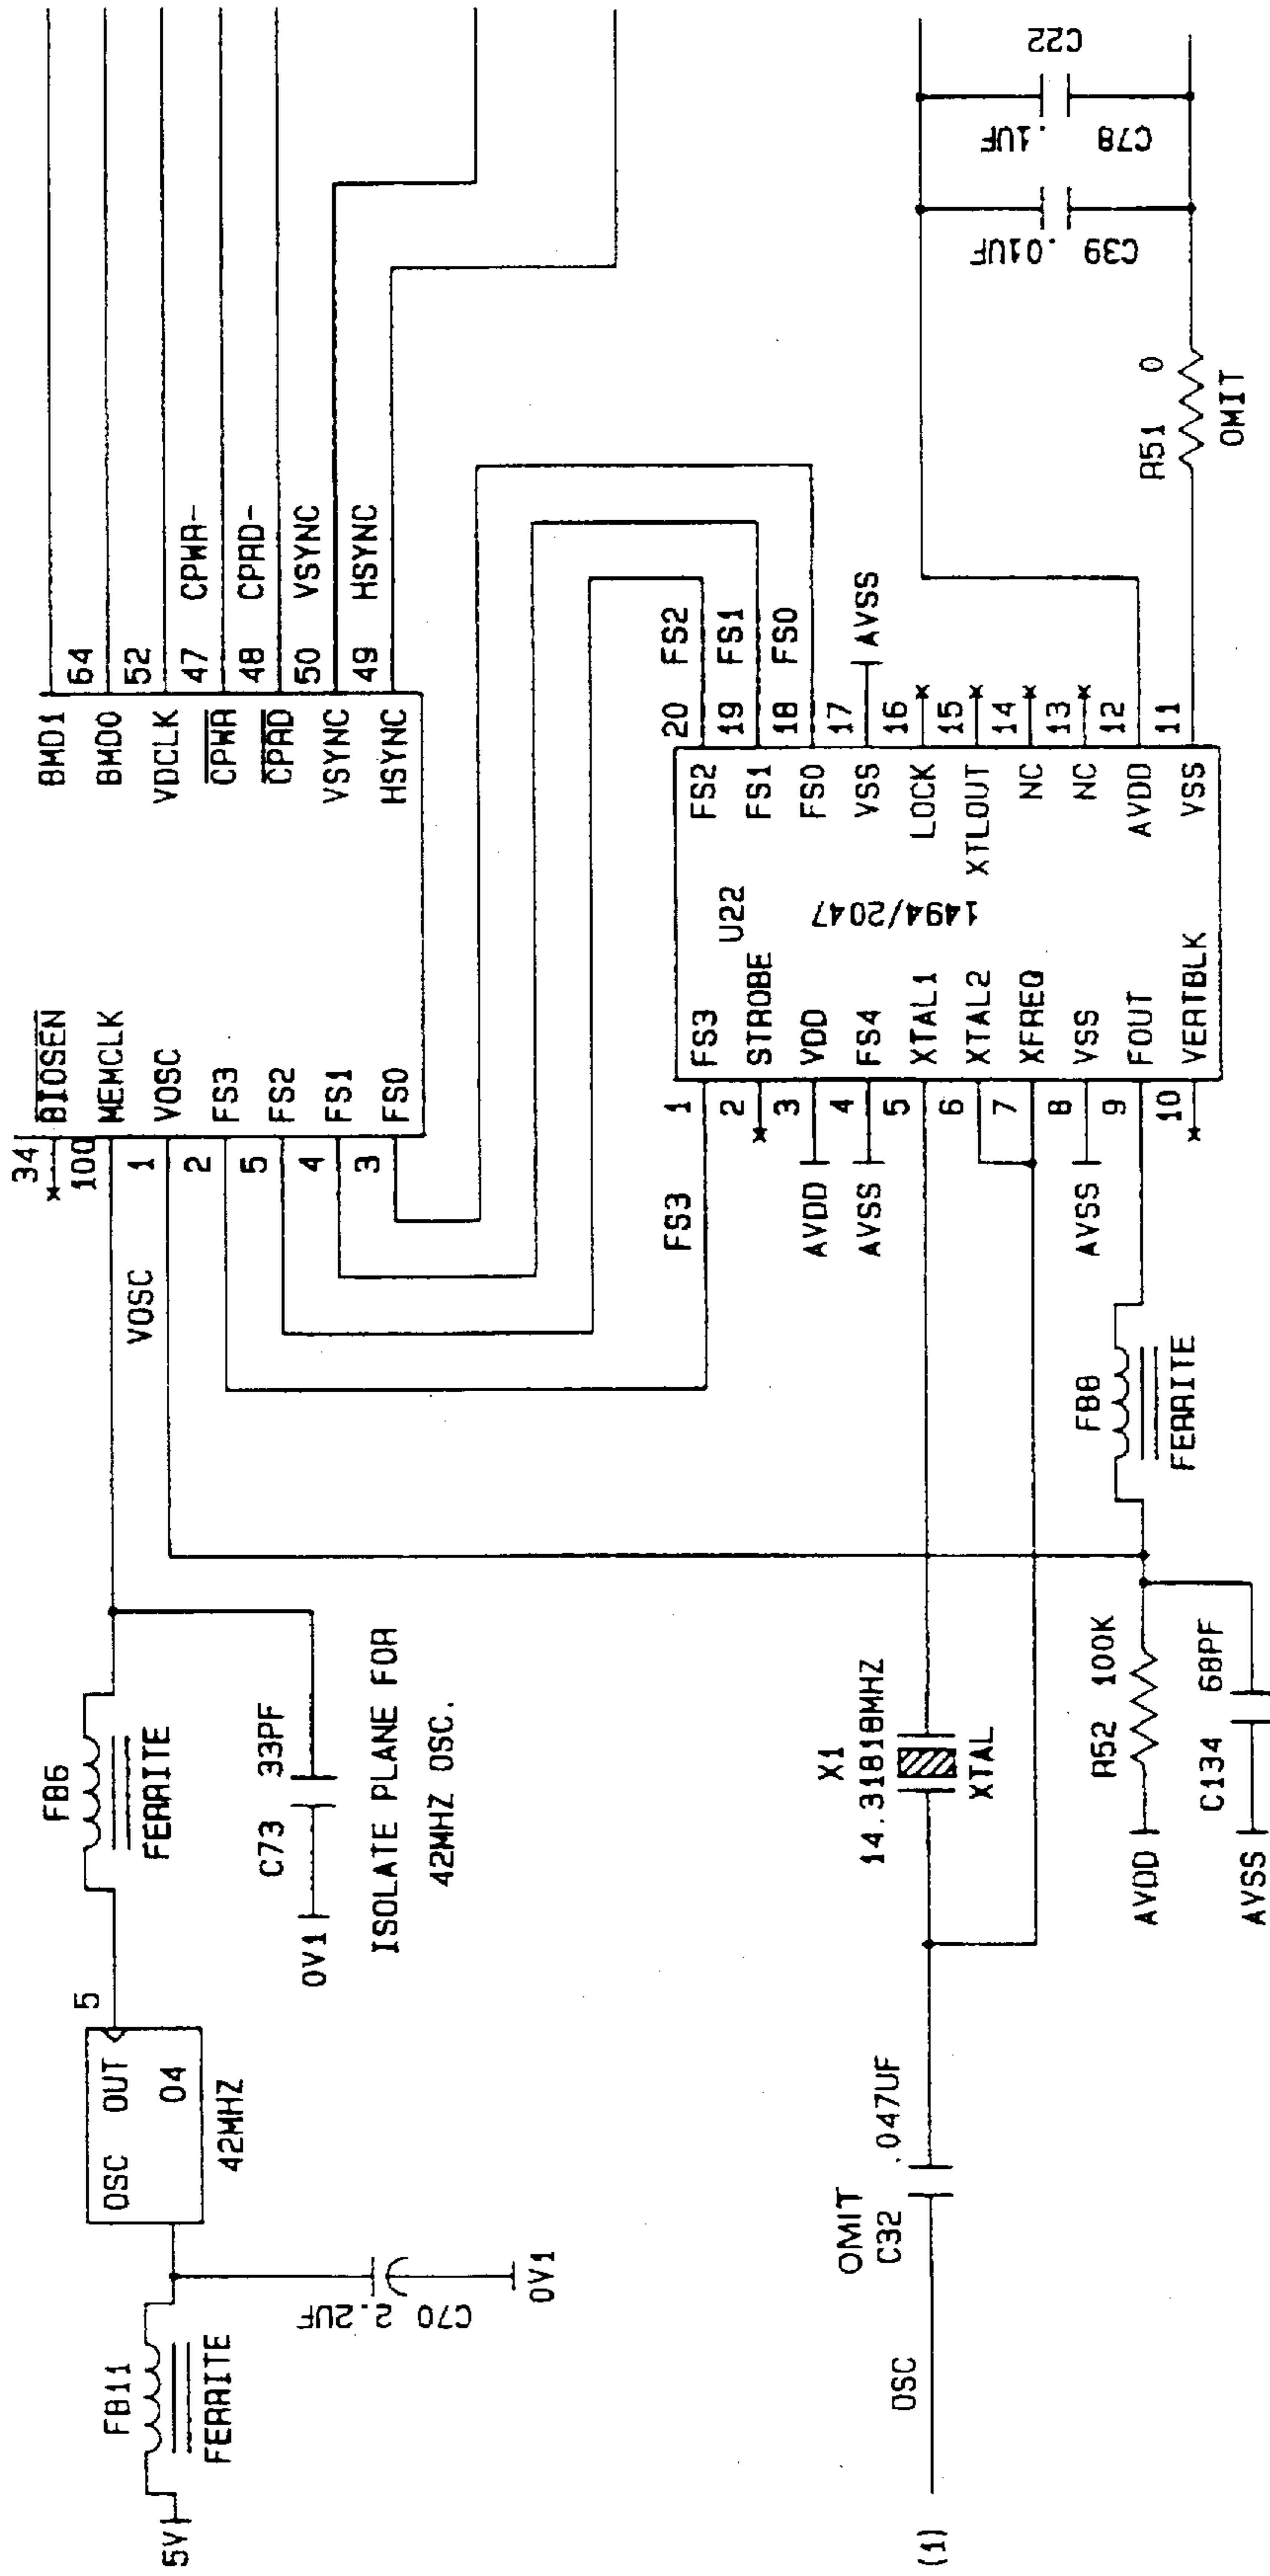 34
BIOSEN
100
MEMCLK
1
VOSC
VOSC
2
FS3
5
FS2
4
FS1
3
FS0
BMD1
BMD0
64
VDCLK
52
CPWR
47
CPWR-
CPRD
48
CPRD-
VSYNC
50
VSYNC
HSYNC
49
HSYNC
5V
FB11
FERRITE
C70 2.2UF
0V1
OSC OUT
04
5
42MHZ
FB6
FERRITE
C73 33PF
0V1
ISOLATE PLANE FOR
42MHZ OSC.
FS3
1
FS3
2
STROBE
AVDD
3
VDD
AVSS
4
FS4
5
XTAL1
6
XTAL2
7
XFREQ
AVSS
8
VSS
9
FOUT
10
VERTBLK
U22
1494/2047
FS2
20
FS2
FS1
19
FS1
FS0
18
FS0
VSS
17
AVSS
LOCK
16
XTLOUT
15
NC
14
NC
13
AVDD
12
VSS
11
(1)
OSC
OMIT
C32
.047UF
X1
14.31818MHZ
XTAL
FB8
FERRITE
AVDD
R52 100K
AVSS
C134 68PF
R51 0
OMIT
C39 .01UF
C78 .1UF
C22